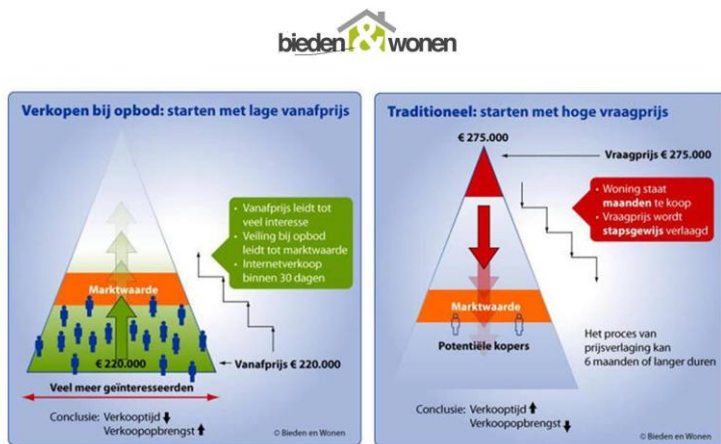 bieden & wonen
Verkopen bij opbod: starten met lage vanafprijs
• Vanafprijs leidt tot
veel interesse
• Veiling bij opbod
leidt tot marktwaarde
• Internetverkoop
binnen 30 dagen
Marktwaarde
€ 220.000
Vanafprijs € 220.000
Veel meer geïnteresseerden
Conclusie: Verkooptijd
Verkoopopbrengst
© Bieden en Wonen
Traditioneel: starten met hoge vraagprijs
€ 275.000
Vraagprijs € 275.000
• Woning staat
maanden te koop
• Vraagprijs wordt
stapsgewijs verlaagd
Marktwaarde
Potentiële kopers
Het proces van
prijsverlaging kan
6 maanden of langer duren
Conclusie: Verkooptijd
Verkoopopbrengst
© Bieden en Wonen